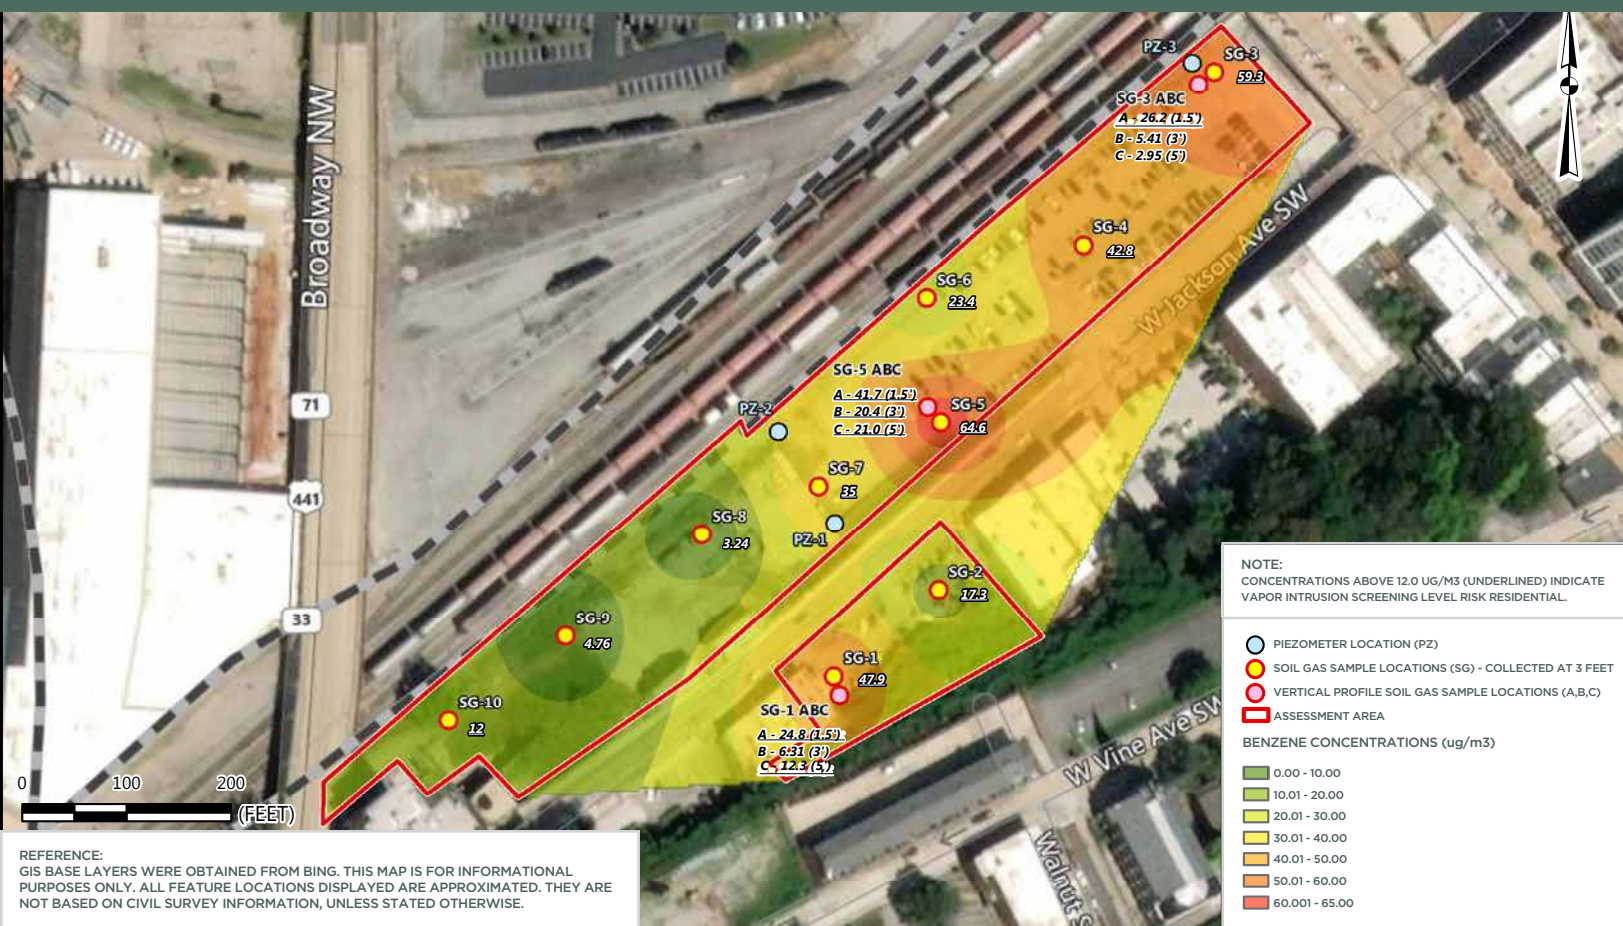 Broadway NW
71
441
33
PZ-3
SG-3
59.3
SG-3 ABC
A - 26.2 (1.5')
B - 5.41 (3')
C - 2.95 (5')
SG-4
42.8
W Jackson Ave SW
SG-6
23.4
SG-5 ABC
A - 41.7 (1.5')
B - 20.4 (3')
C - 21.0 (5')
SG-5
64.6
PZ-2
SG-7
35
PZ-1
SG-8
3.24
SG-2
17.3
SG-9
4.76
SG-1
47.9
SG-1 ABC
A - 24.8 (1.5')
B - 6.31 (3')
C - 12.3 (5')
SG-10
12
W Vine Ave SW
Walnut S
0 100 200
(FEET)
REFERENCE:
GIS BASE LAYERS WERE OBTAINED FROM BING. THIS MAP IS FOR INFORMATIONAL
PURPOSES ONLY. ALL FEATURE LOCATIONS DISPLAYED ARE APPROXIMATED. THEY ARE
NOT BASED ON CIVIL SURVEY INFORMATION, UNLESS STATED OTHERWISE.
NOTE:
CONCENTRATIONS ABOVE 12.0 UG/M3 (UNDERLINED) INDICATE
VAPOR INTRUSION SCREENING LEVEL RISK RESIDENTIAL.
PIEZOMETER LOCATION (PZ)
SOIL GAS SAMPLE LOCATIONS (SG) - COLLECTED AT 3 FEET
VERTICAL PROFILE SOIL GAS SAMPLE LOCATIONS (A,B,C)
ASSESSMENT AREA
BENZENE CONCENTRATIONS (ug/m3)
0.00 - 10.00
10.01 - 20.00
20.01 - 30.00
30.01 - 40.00
40.01 - 50.00
50.01 - 60.00
60.001 - 65.00